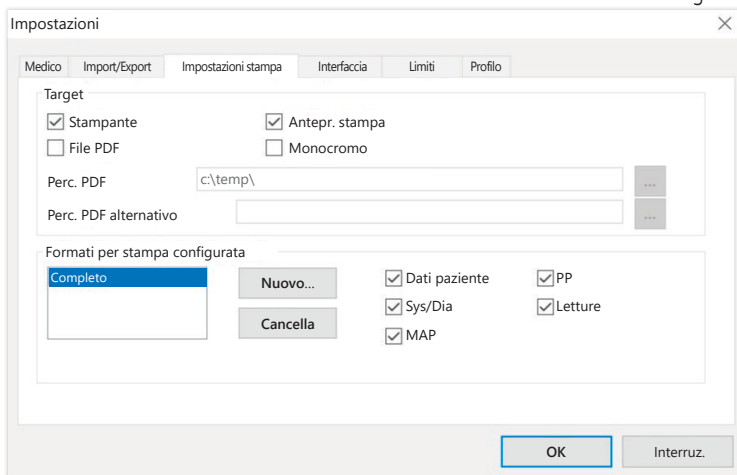 Impostazioni
Medico Import/Export Impostazioni stampa Interfaccia Limiti Profilo
Target
Stampante Antepr. stampa
File PDF Monocromo
Perc. PDF c:\temp\ ...
Perc. PDF alternativo ...
Formati per stampa configurata
Completo Nuovo... Dati paziente PP
Sys/Dia Letture
Cancella
MAP
OK Interruz.